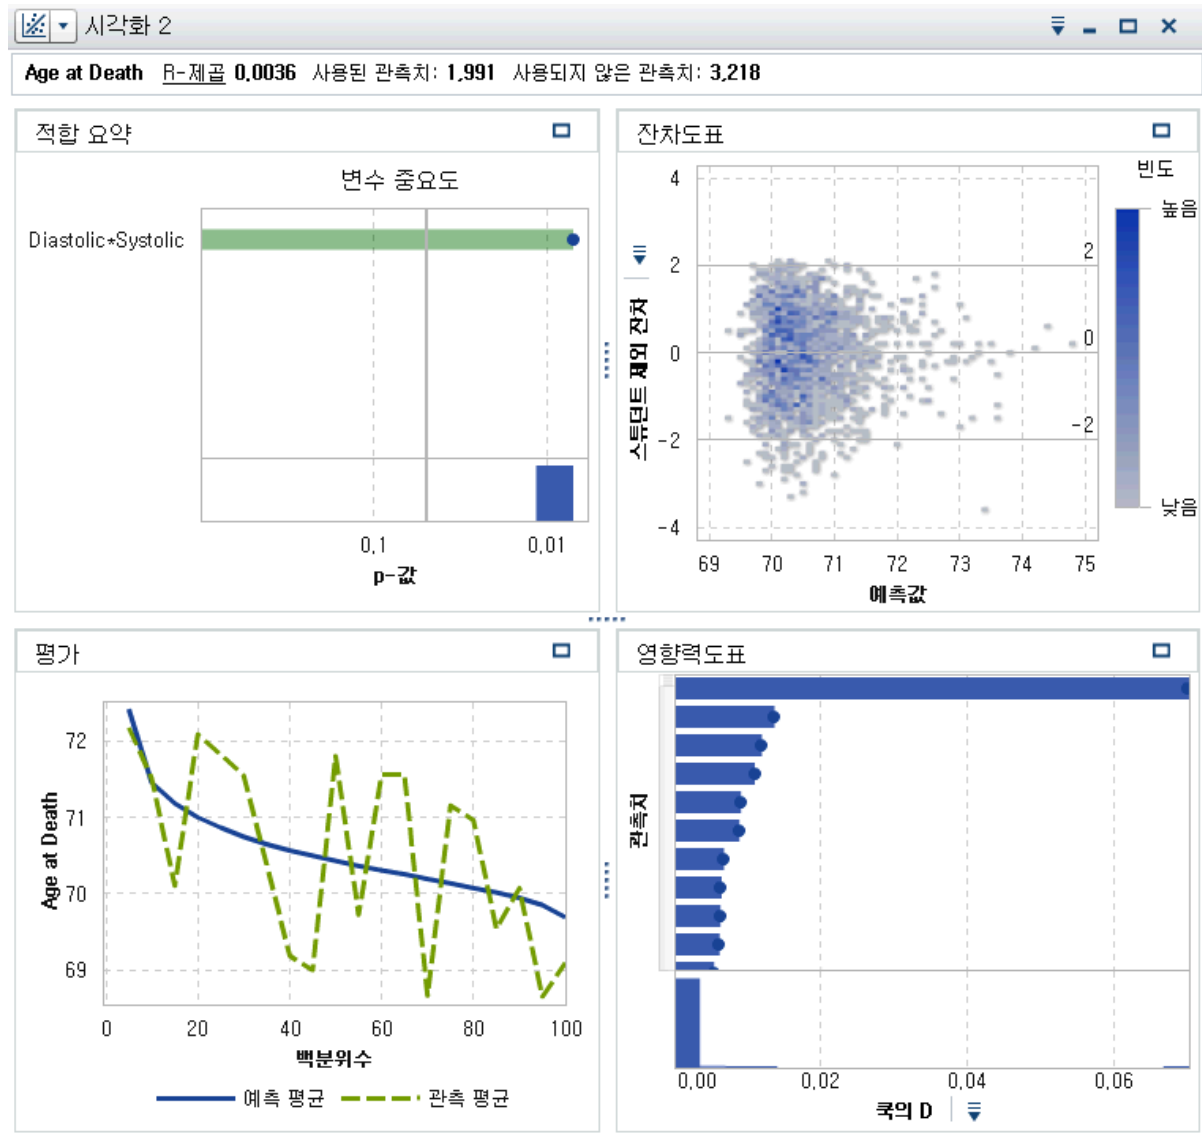 시각화 2
Age at Death R-제곱 0,0036 사용된 관측치: 1,991 사용되지 않은 관측치: 3,218
적합 요약
변수 중요도
Diastolic*Systolic
0,1 0,01
p-값
잔차도표
빈도
높음
낮음
4
2
0
-2
-4
2
0
-2
스튜던트 제외 잔차
69 70 71 72 73 74 75
예측값
평가
72
71
70
69
Age at Death
0 20 40 60 80 100
백분위수
예측 평균 관측 평균
영향력도표
관측치
0,00 0,02 0,04 0,06
쿡의 D